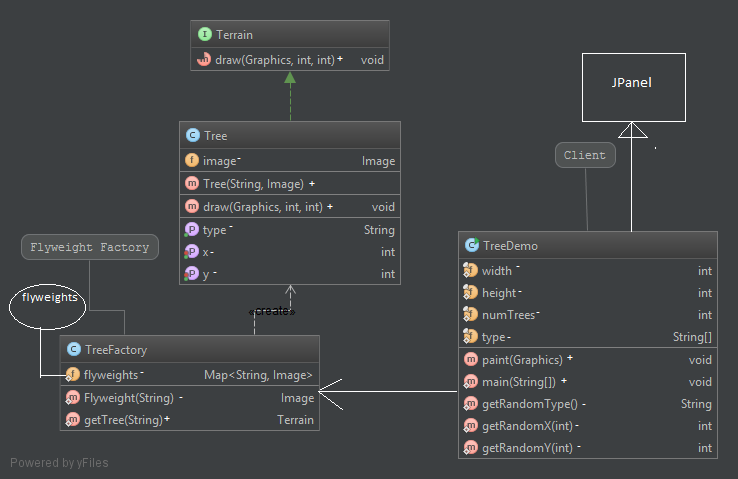 Terrain
draw(Graphics, int, int) + void
JPanel
Tree
image - Image
Tree(String, Image) +
draw(Graphics, int, int) + void
type - String
x - int
y - int
Client
Flyweight Factory
flyweights
«create»
TreeFactory
flyweights - Map<String, Image>
Flyweight(String) - Image
getTree(String)+ Terrain
TreeDemo
width - int
height - int
numTrees - int
type - String[]
paint(Graphics) + void
main(String[]) + void
getRandomType() - String
getRandomX(int) - int
getRandomY(int) - int
Powered by yFiles